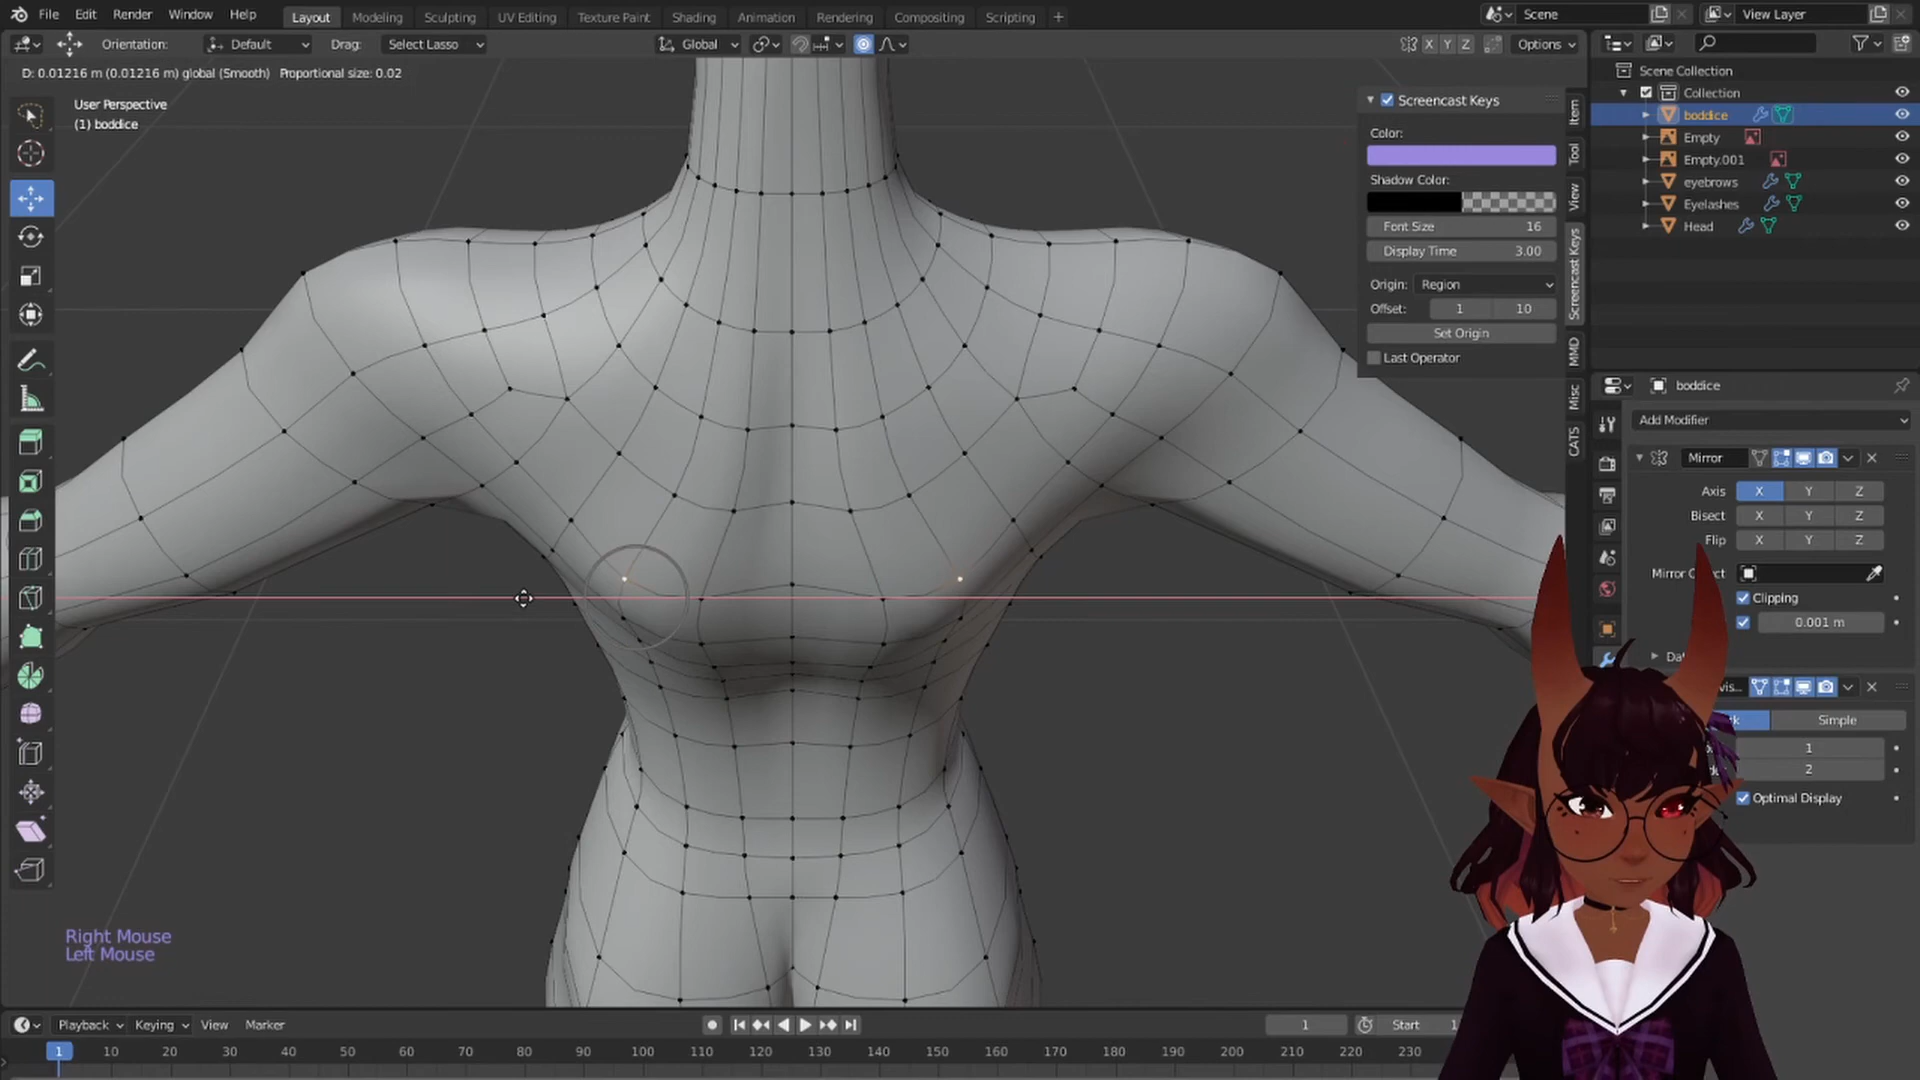 File Edit Render Window Help Layout Modeling Sculpting UV Editing Texture Paint Shading Animation Rendering Compositing Scripting + Scene View Layer
Orientation: Default Drag: Select Lasso Global X Y Z Options
D: 0.01216 m (0.01216 m) global (Smooth) Proportional size: 0.02
User Perspective
(1) boddice
Screencast Keys
Color:
Shadow Color:
Font Size 16
Display Time 3.00
Origin: Region
Offset: 1 10
Set Origin
Last Operator
Item
Tool
View
Screencast Keys
MMD
Misc
CATS
Scene Collection
Collection
boddice
Empty
Empty.001
eyebrows
Eyelashes
Head
boddice
Add Modifier
Mirror
Axis X Y Z
Bisect X Y Z
Flip X Y Z
Mirror
Clipping
0.001 m
Simple
1
2
Optimal Display
Right Mouse
Left Mouse
Playback Keying View Marker 1 Start
1 10 20 30 40 50 60 70 80 90 100 110 120 130 140 150 160 170 180 190 200 210 220 230